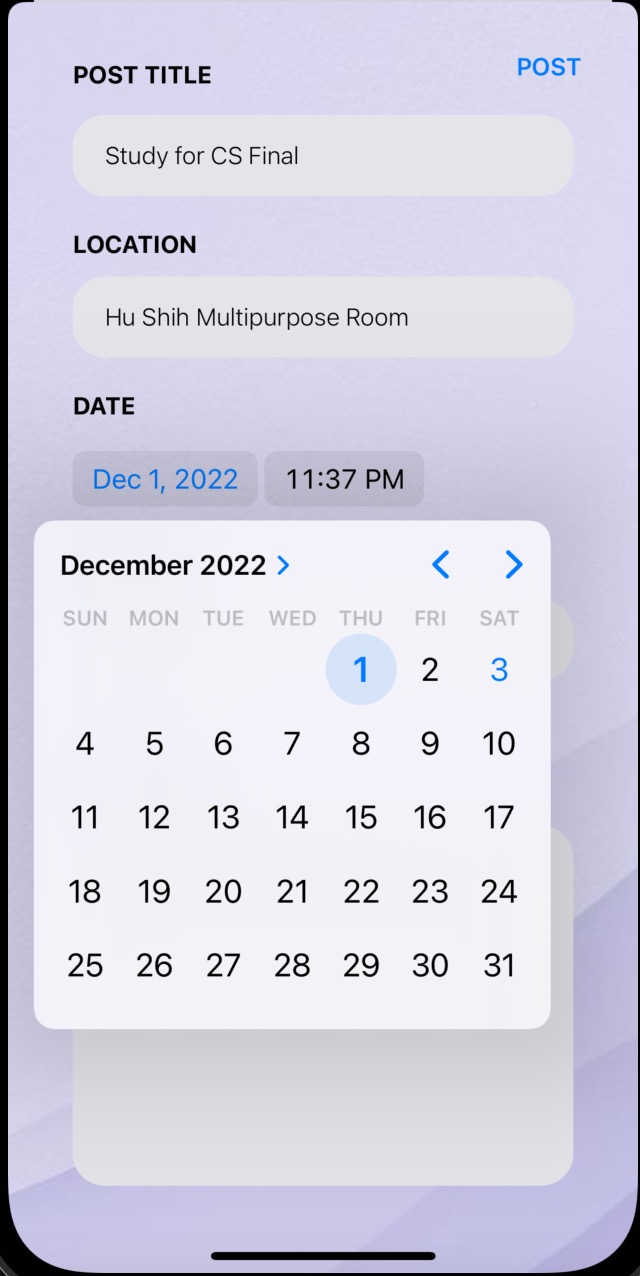 POST TITLE POST
Study for CS Final
LOCATION
Hu Shih Multipurpose Room
DATE
Dec 1, 2022 11:37 PM
December 2022
SUN MON TUE WED THU FRI SAT
1 2 3
4 5 6 7 8 9 10
11 12 13 14 15 16 17
18 19 20 21 22 23 24
25 26 27 28 29 30 31